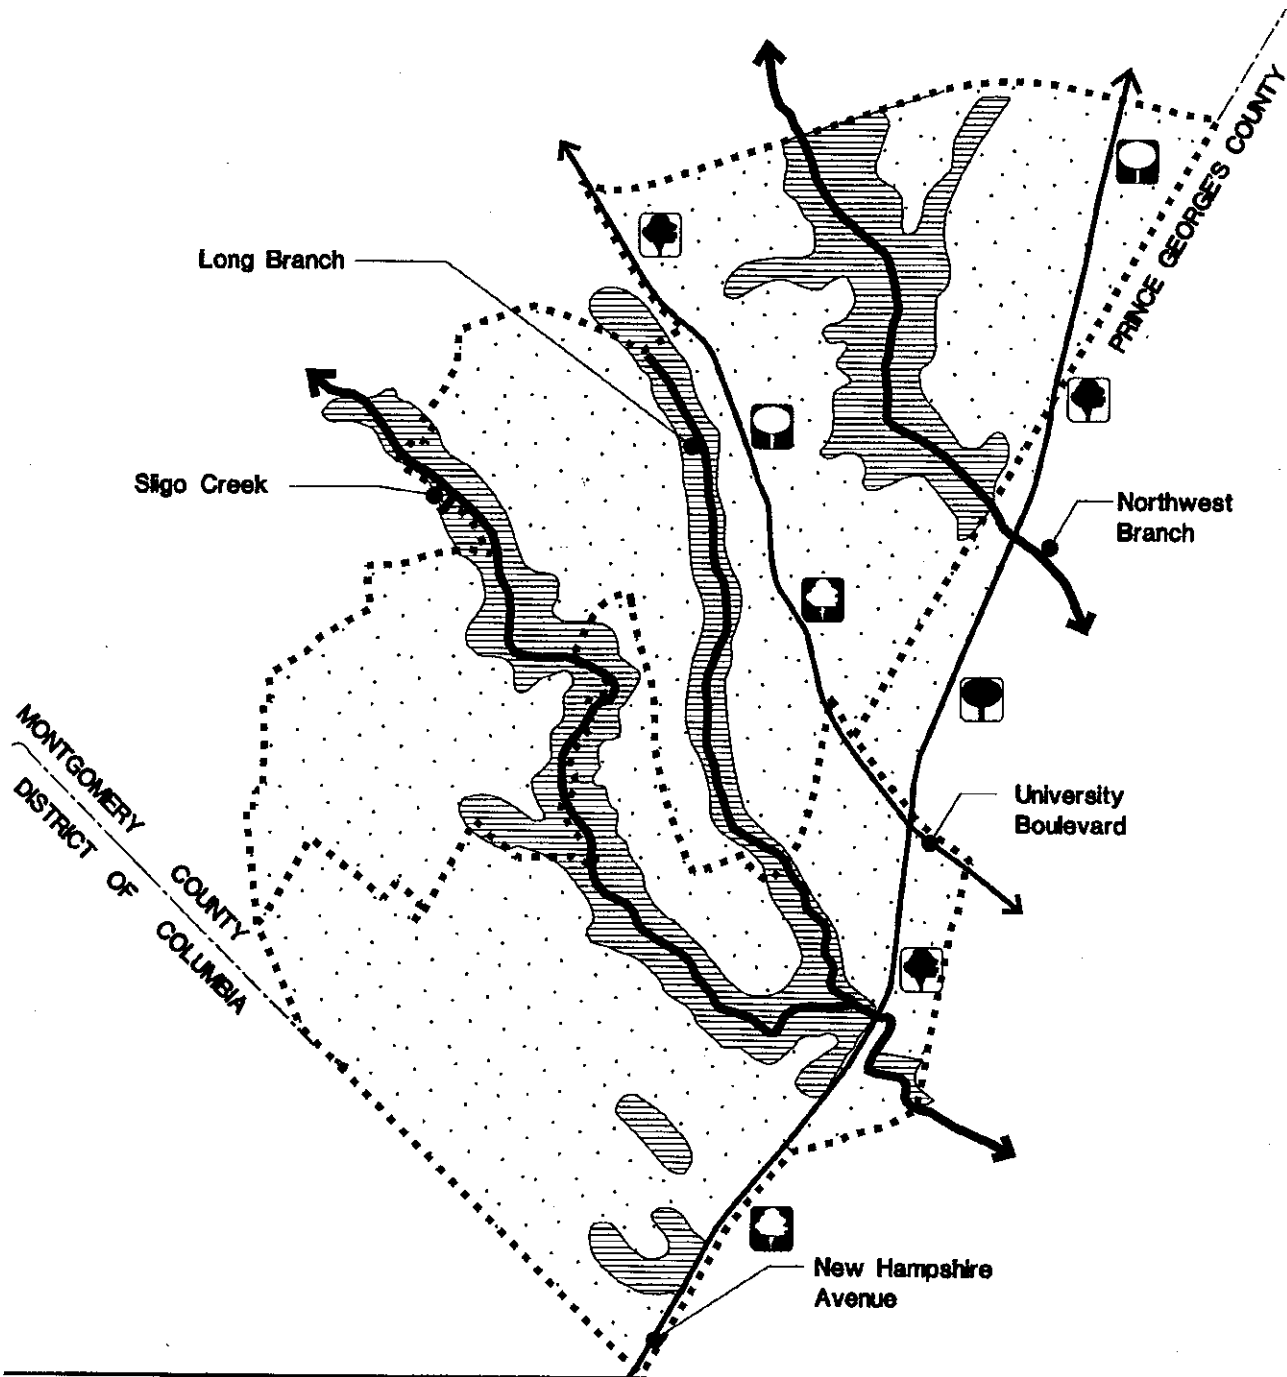 PRINCE GEORGE'S COUNTY
Long Branch
Sligo Creek
Northwest
Branch
MONTGOMERY COUNTY
DISTRICT OF COLUMBIA
University
Boulevard
New Hampshire
Avenue